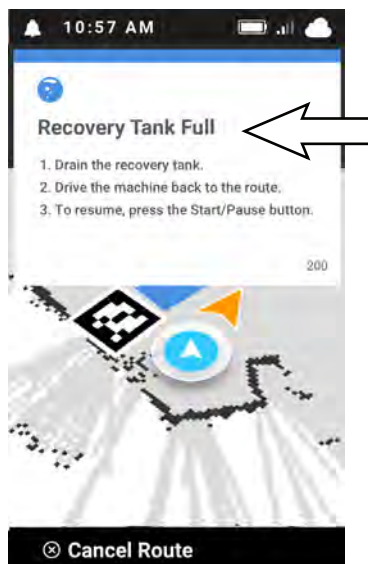 10:57 AM
Recovery Tank Full
1. Drain the recovery tank.
2. Drive the machine back to the route.
3. To resume, press the Start/Pause button.
200
Cancel Route